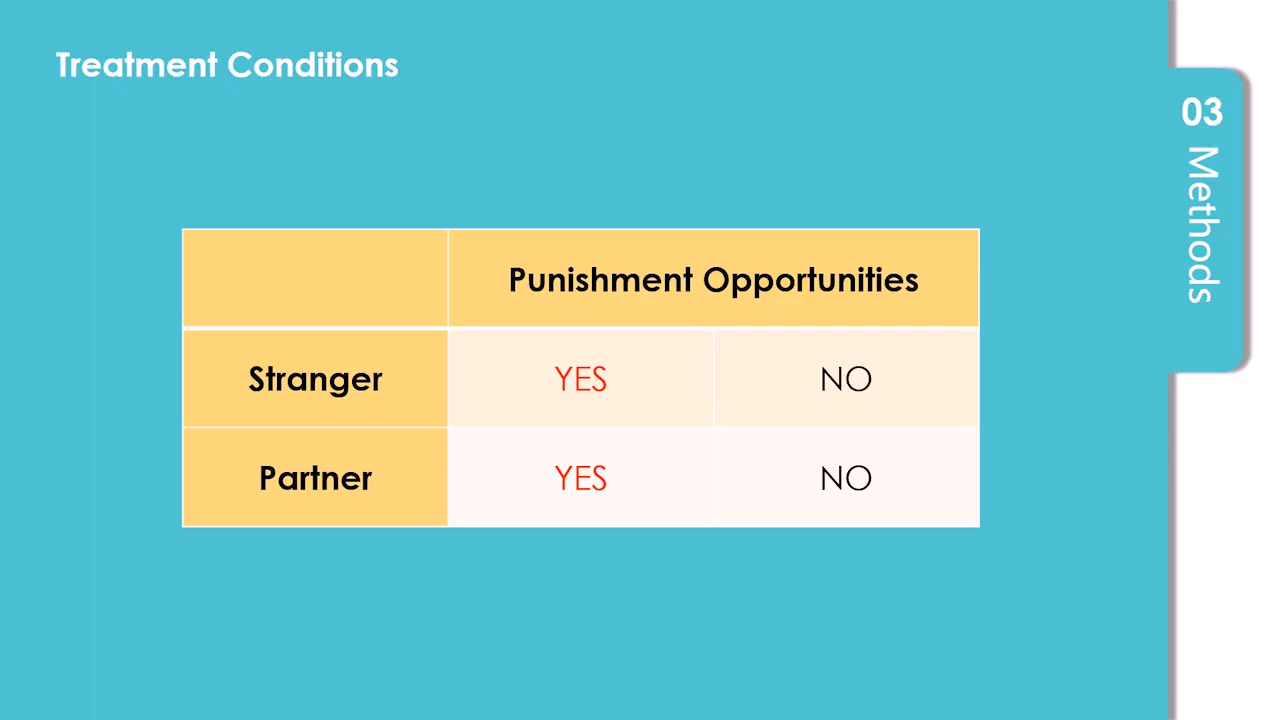 Treatment Conditions
03 Methods
Punishment Opportunities
Stranger YES NO
Partner YES NO